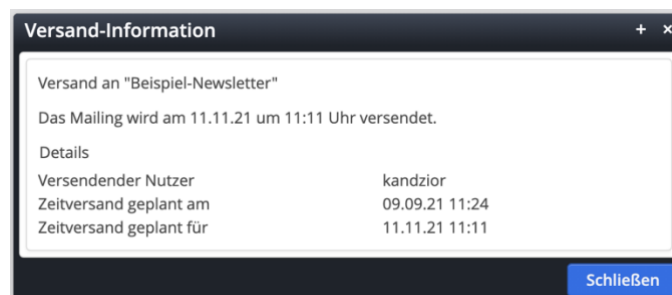 Versand-Information
Versand an "Beispiel-Newsletter"
Das Mailing wird am 11.11.21 um 11:11 Uhr versendet.
Details
Versendender Nutzer kandzior
Zeitversand geplant am 09.09.21 11:24
Zeitversand geplant für 11.11.21 11:11
Schließen